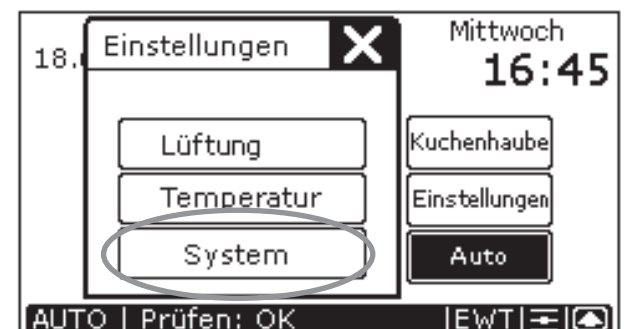 Mittwoch
18.
16:45
Einstellungen
Lüftung
Temperatur
System
Kuchenhaube
Einstellungen
Auto
AUTO | Prüfen: OK |EWT|